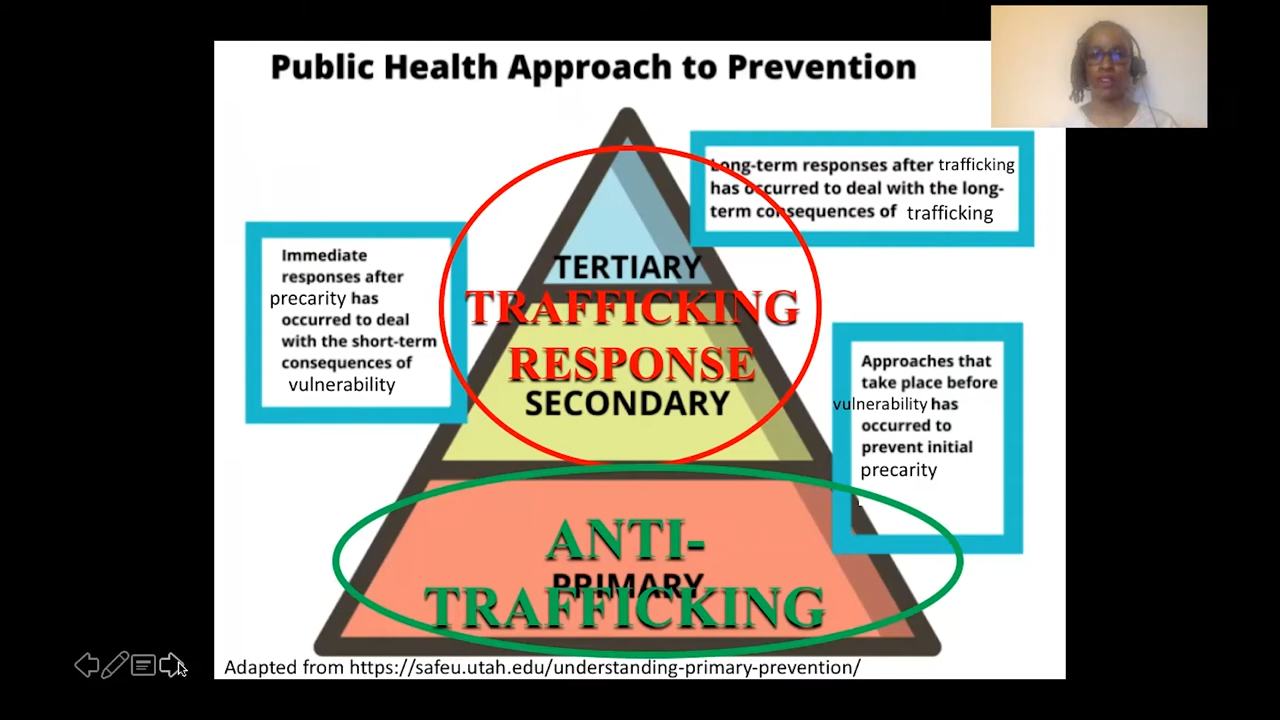 Public Health Approach to Prevention
Long-term responses after trafficking
has occurred to deal with the long-
term consequences of trafficking
Immediate
responses after
precarity has
occurred to deal
with the short-term
consequences of
vulnerability
TERTIARY
TRAFFICKING
RESPONSE
SECONDARY
Approaches that
take place before
vulnerability has
occurred to
prevent initial
precarity
ANTI-
PRIMARY
TRAFFICKING
Adapted from https://safeu.utah.edu/understanding-primary-prevention/